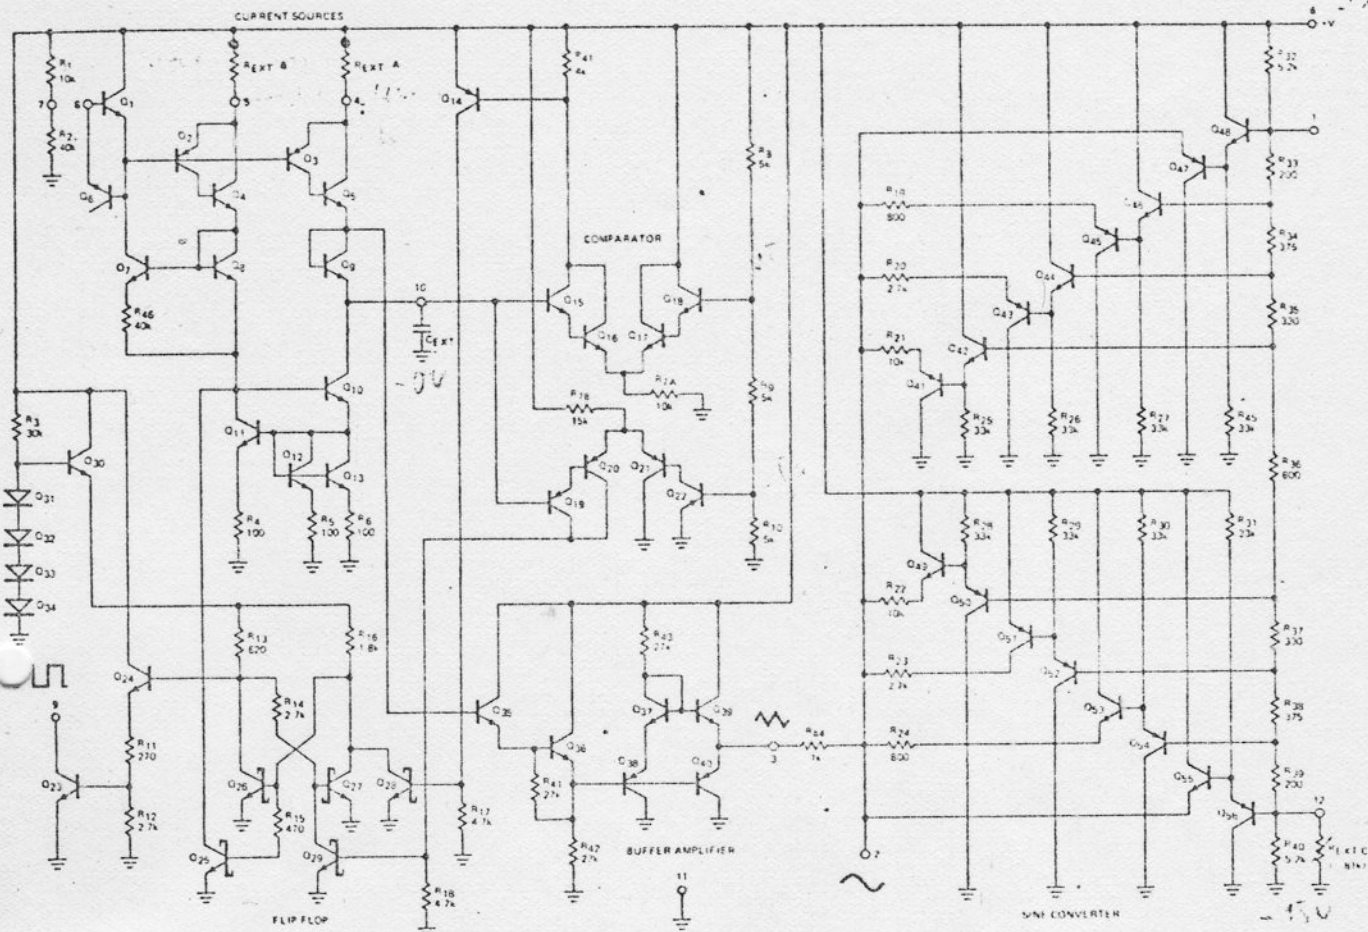 CURRENT SOURCES
6
+V
R1
10k
7
R2
40k
8
Q1
REXT B
5
REXT A
4
Q2
Q3
Q4
Q5
Q6
Q7
Q8
Q9
R46
40k
Q14
R41
4k
10
CEXT
COMPARATOR
Q15
Q16
Q17
Q18
R8
5k
R9
5k
R10
5k
R7A
10k
R7B
15k
Q19
Q20
Q21
Q22
Q10
Q11
Q12
Q13
R4
100
R5
100
R6
100
R3
30k
Q30
Q31
Q32
Q33
Q34
9
Q24
R11
270
R12
2.7k
Q23
R13
620
R14
2.7k
R16
1.8k
Q26
Q27
Q28
R15
470
Q25
Q29
R17
4.7k
R18
4.7k
FLIP FLOP
Q35
Q36
R41
27k
R42
27k
R43
27k
Q37
Q38
Q39
Q40
3
R44
1k
BUFFER AMPLIFIER
11
2
R32
5.2k
1
R33
200
R34
375
R35
330
R36
600
R37
330
R38
375
R39
200
R40
5.2k
12
REXT C
Q48
Q47
Q46
Q45
Q44
Q43
Q42
Q41
R19
800
R20
2.7k
R21
10k
R25
33k
R26
33k
R27
33k
R45
33k
R28
33k
R29
33k
R30
33k
R31
Q49
Q50
Q51
Q52
Q53
Q54
Q55
Q56
R22
10k
R23
2.7k
R24
800
SINE CONVERTER